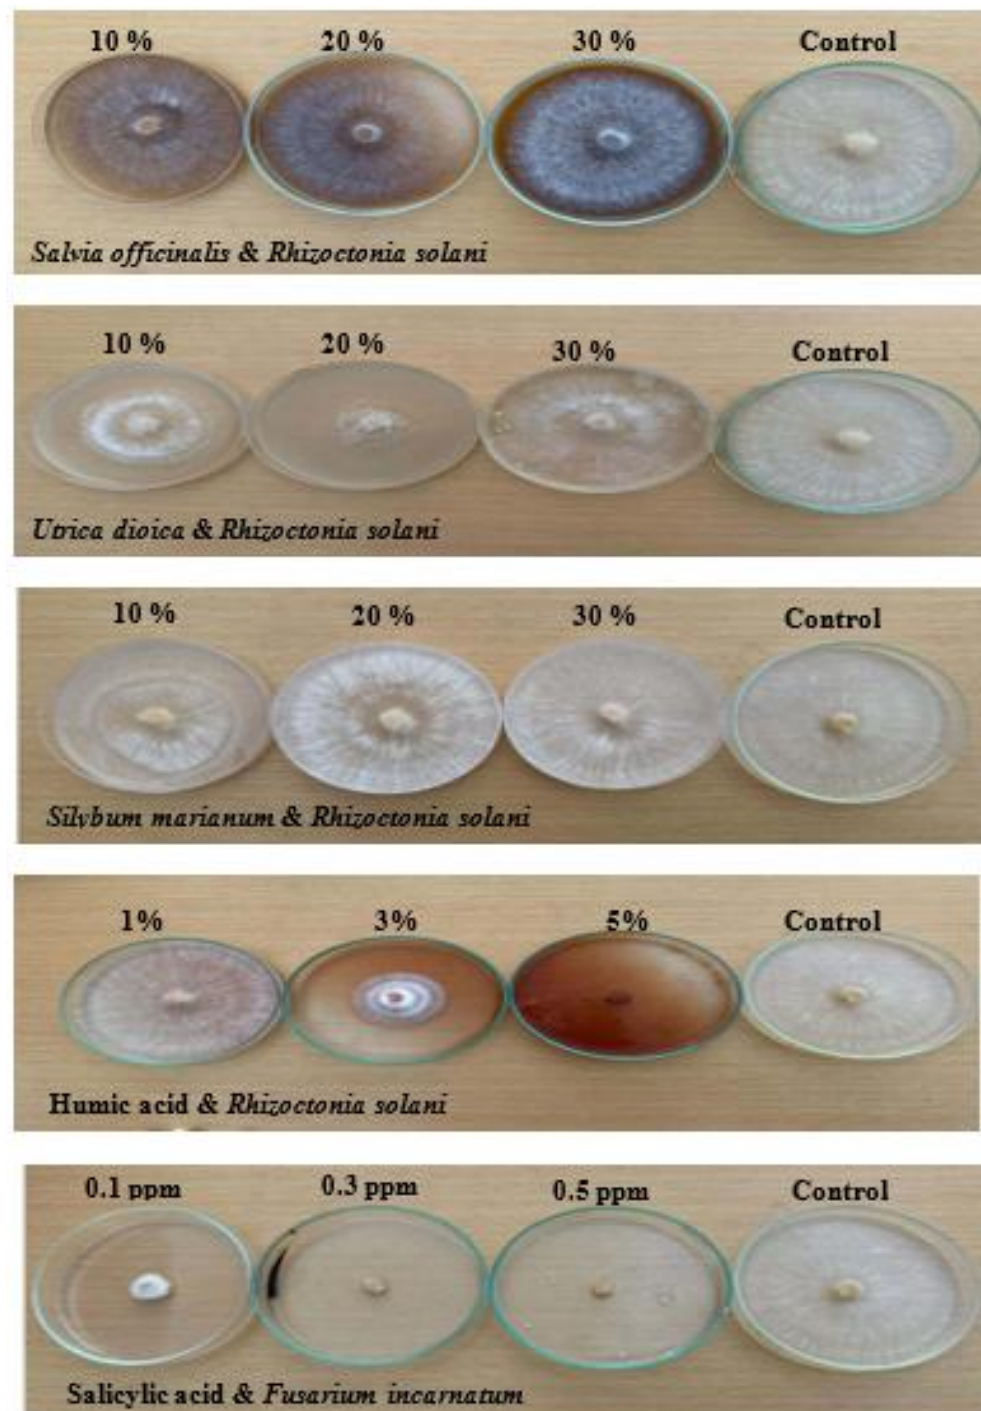 10 % 20 % 30 % Control
Salvia officinalis & Rhizoctonia solani
10 % 20 % 30 % Control
Utrica dioica & Rhizoctonia solani
10 % 20 % 30 % Control
Silybum marianum & Rhizoctonia solani
1% 3% 5% Control
Humic acid & Rhizoctonia solani
0.1 ppm 0.3 ppm 0.5 ppm Control
Salicylic acid & Fusarium incarnatum